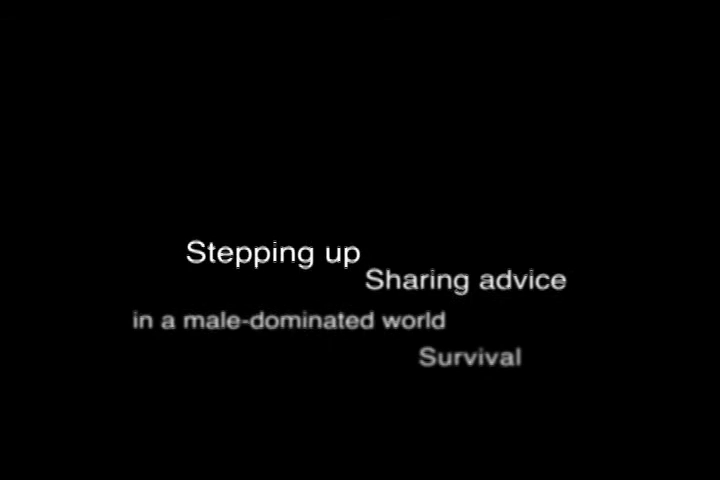 Stepping up
Sharing advice
in a male-dominated world
Survival